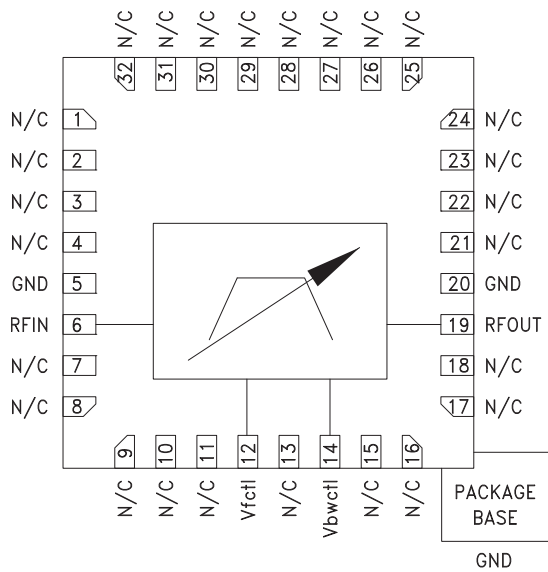 N/C N/C N/C N/C N/C N/C N/C N/C
32 31 30 29 28 27 26 25
N/C 1
N/C 2
N/C 3
N/C 4
GND 5
RFIN 6
N/C 7
N/C 8
24 N/C
23 N/C
22 N/C
21 N/C
20 GND
19 RFOUT
18 N/C
17 N/C
9 10 11 12 13 14 15 16
N/C N/C N/C Vfctl N/C Vbwctl N/C N/C
PACKAGE
BASE
GND